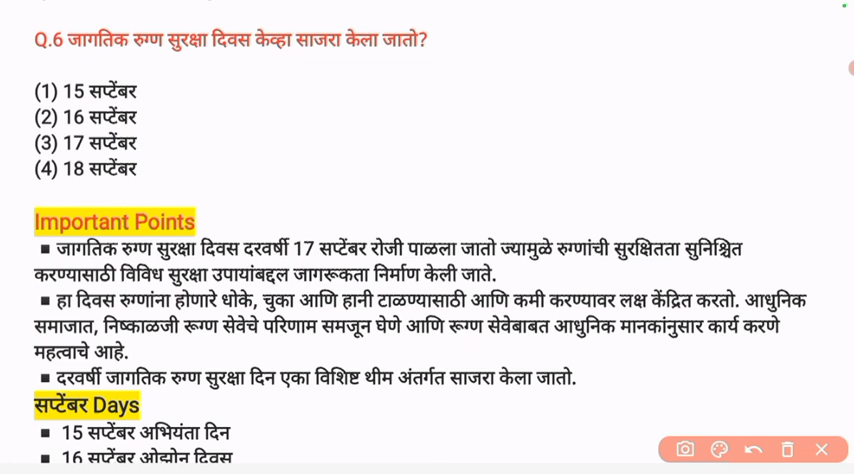 Q.6 जागतिक रुग्ण सुरक्षा दिवस केव्हा साजरा केला जातो?
(1) 15 सप्टेंबर
(2) 16 सप्टेंबर
(3) 17 सप्टेंबर
(4) 18 सप्टेंबर
Important Points
▪ जागतिक रुग्ण सुरक्षा दिवस दरवर्षी 17 सप्टेंबर रोजी पाळला जातो ज्यामुळे रुग्णांची सुरक्षितता सुनिश्चित
करण्यासाठी विविध सुरक्षा उपायांबद्दल जागरूकता निर्माण केली जाते.
▪ हा दिवस रुग्णांना होणारे धोके, चुका आणि हानी टाळण्यासाठी आणि कमी करण्यावर लक्ष केंद्रित करतो. आधुनिक
समाजात, निष्काळजी रूग्ण सेवेचे परिणाम समजून घेणे आणि रूग्ण सेवेबाबत आधुनिक मानकांनुसार कार्य करणे
महत्वाचे आहे.
▪ दरवर्षी जागतिक रुग्ण सुरक्षा दिन एका विशिष्ट थीम अंतर्गत साजरा केला जातो.
सप्टेंबर Days
▪ 15 सप्टेंबर अभियंता दिन
▪ 16 सप्टेंबर ओझोन दिवस